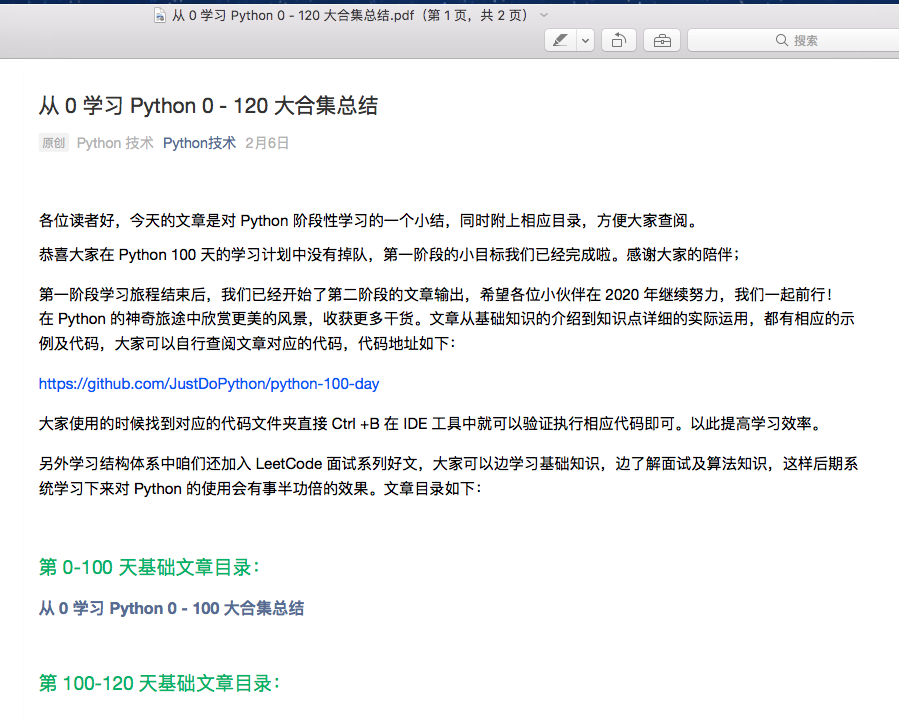 从 0 学习 Python 0 - 120 大合集总结.pdf（第 1 页，共 2 页）
搜索
从 0 学习 Python 0 - 120 大合集总结
原创 Python 技术 Python技术 2月6日
各位读者好，今天的文章是对 Python 阶段性学习的一个小结，同时附上相应目录，方便大家查阅。
恭喜大家在 Python 100 天的学习计划中没有掉队，第一阶段的小目标我们已经完成啦。感谢大家的陪伴；
第一阶段学习旅程结束后，我们已经开始了第二阶段的文章输出，希望各位小伙伴在 2020 年继续努力，我们一起前行！
在 Python 的神奇旅途中欣赏更美的风景，收获更多干货。文章从基础知识的介绍到知识点详细的实际运用，都有相应的示
例及代码，大家可以自行查阅文章对应的代码，代码地址如下：
https://github.com/JustDoPython/python-100-day
大家使用的时候找到对应的代码文件夹直接 Ctrl +B 在 IDE 工具中就可以验证执行相应代码即可。以此提高学习效率。
另外学习结构体系中咱们还加入 LeetCode 面试系列好文，大家可以边学习基础知识，边了解面试及算法知识，这样后期系
统学习下来对 Python 的使用会有事半功倍的效果。文章目录如下：
第 0-100 天基础文章目录：
从 0 学习 Python 0 - 100 大合集总结
第 100-120 天基础文章目录：